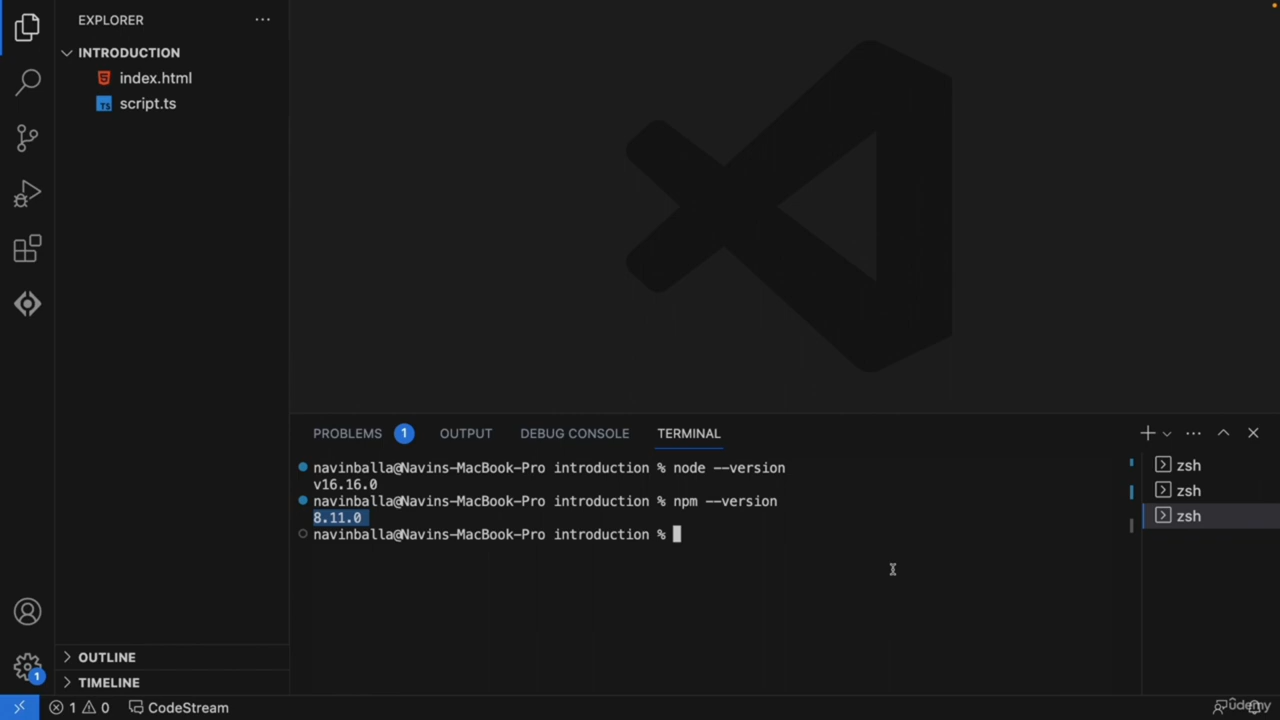 EXPLORER
INTRODUCTION
index.html
TS script.ts
PROBLEMS 1 OUTPUT DEBUG CONSOLE TERMINAL
navinballa@Navins-MacBook-Pro introduction % node --version
v16.16.0
navinballa@Navins-MacBook-Pro introduction % npm --version
8.11.0
navinballa@Navins-MacBook-Pro introduction %
zsh
zsh
zsh
OUTLINE
1
TIMELINE
1 0 CodeStream
udemy